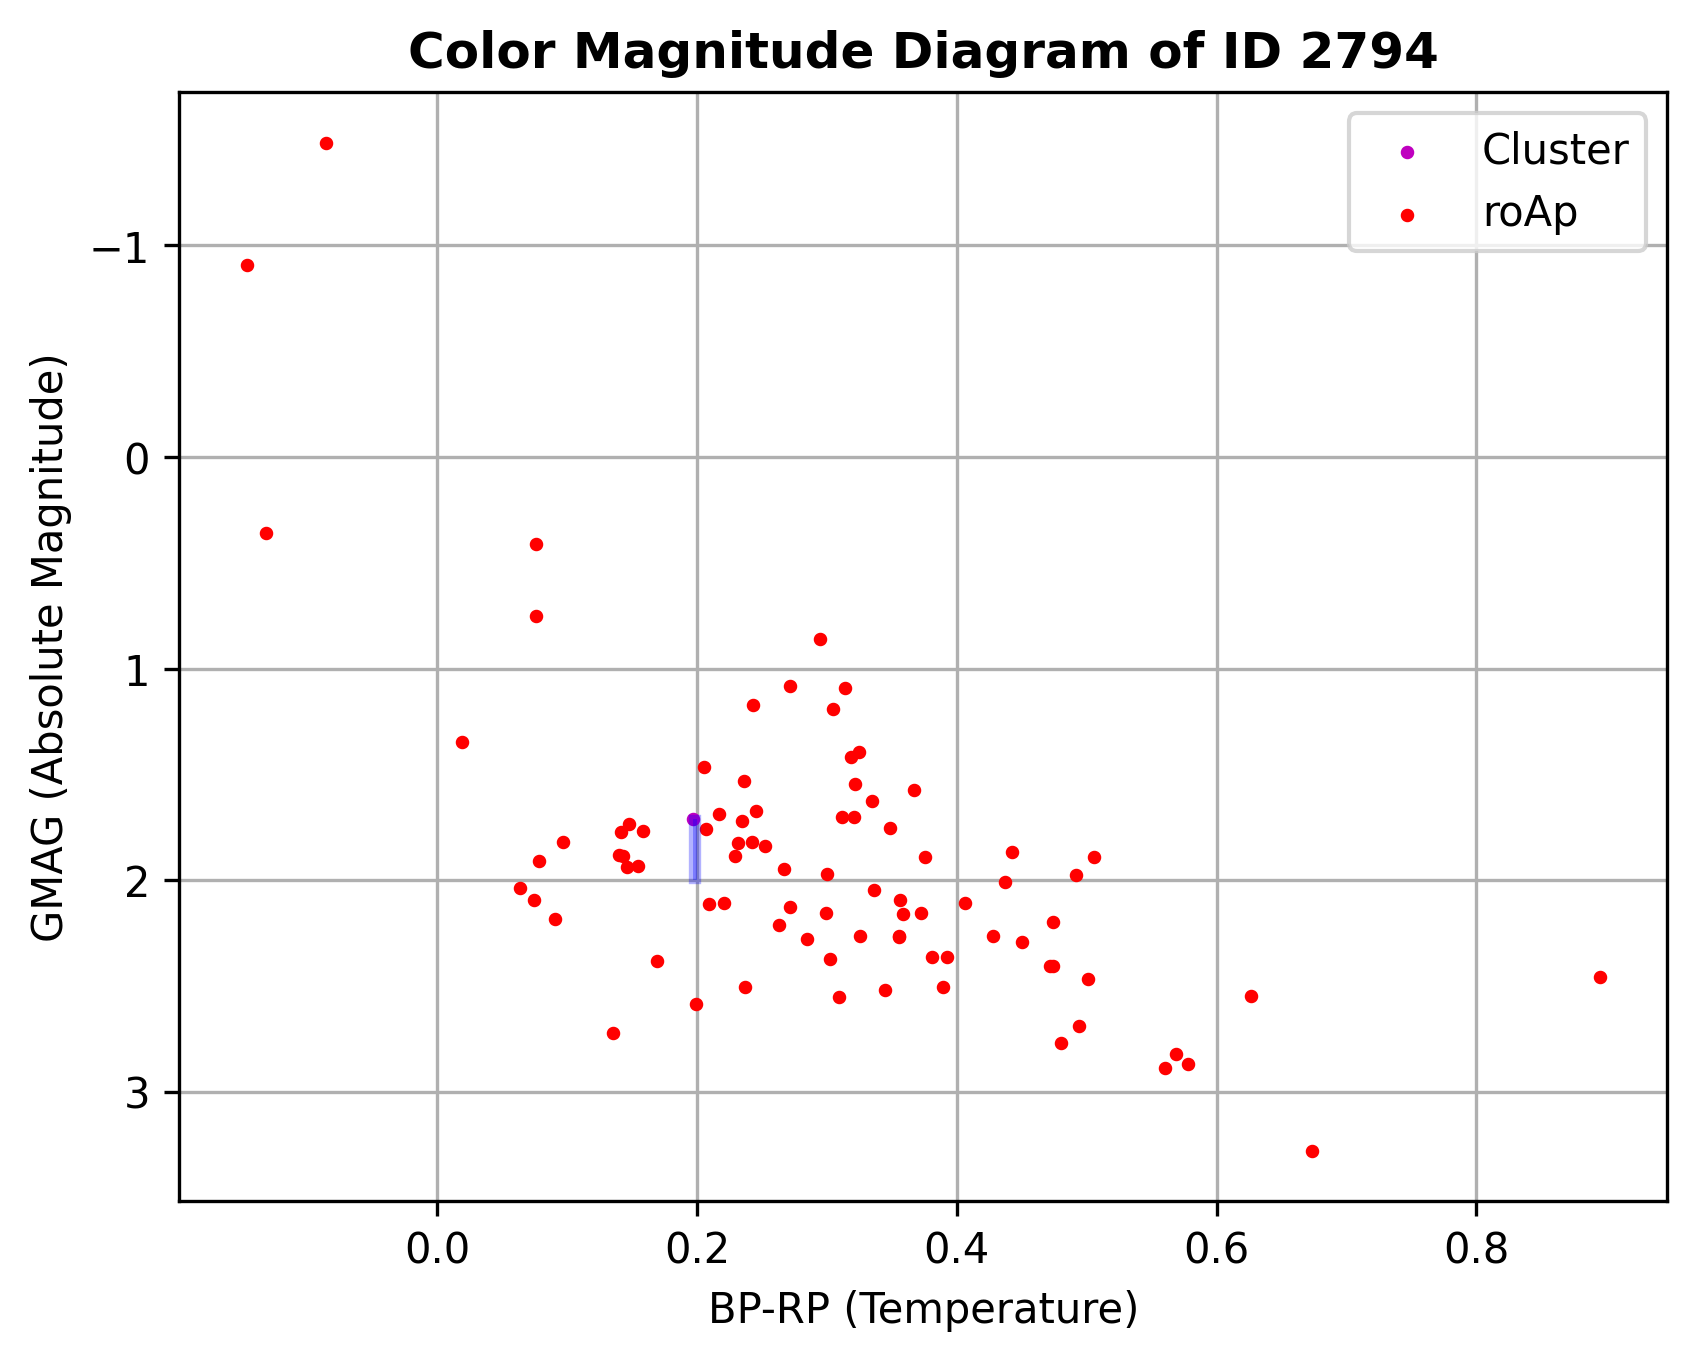 Color Magnitude Diagram of ID 2794
Cluster
roAp
GMAG (Absolute Magnitude)
−1
0
1
2
3
0.0 0.2 0.4 0.6 0.8
BP-RP (Temperature)